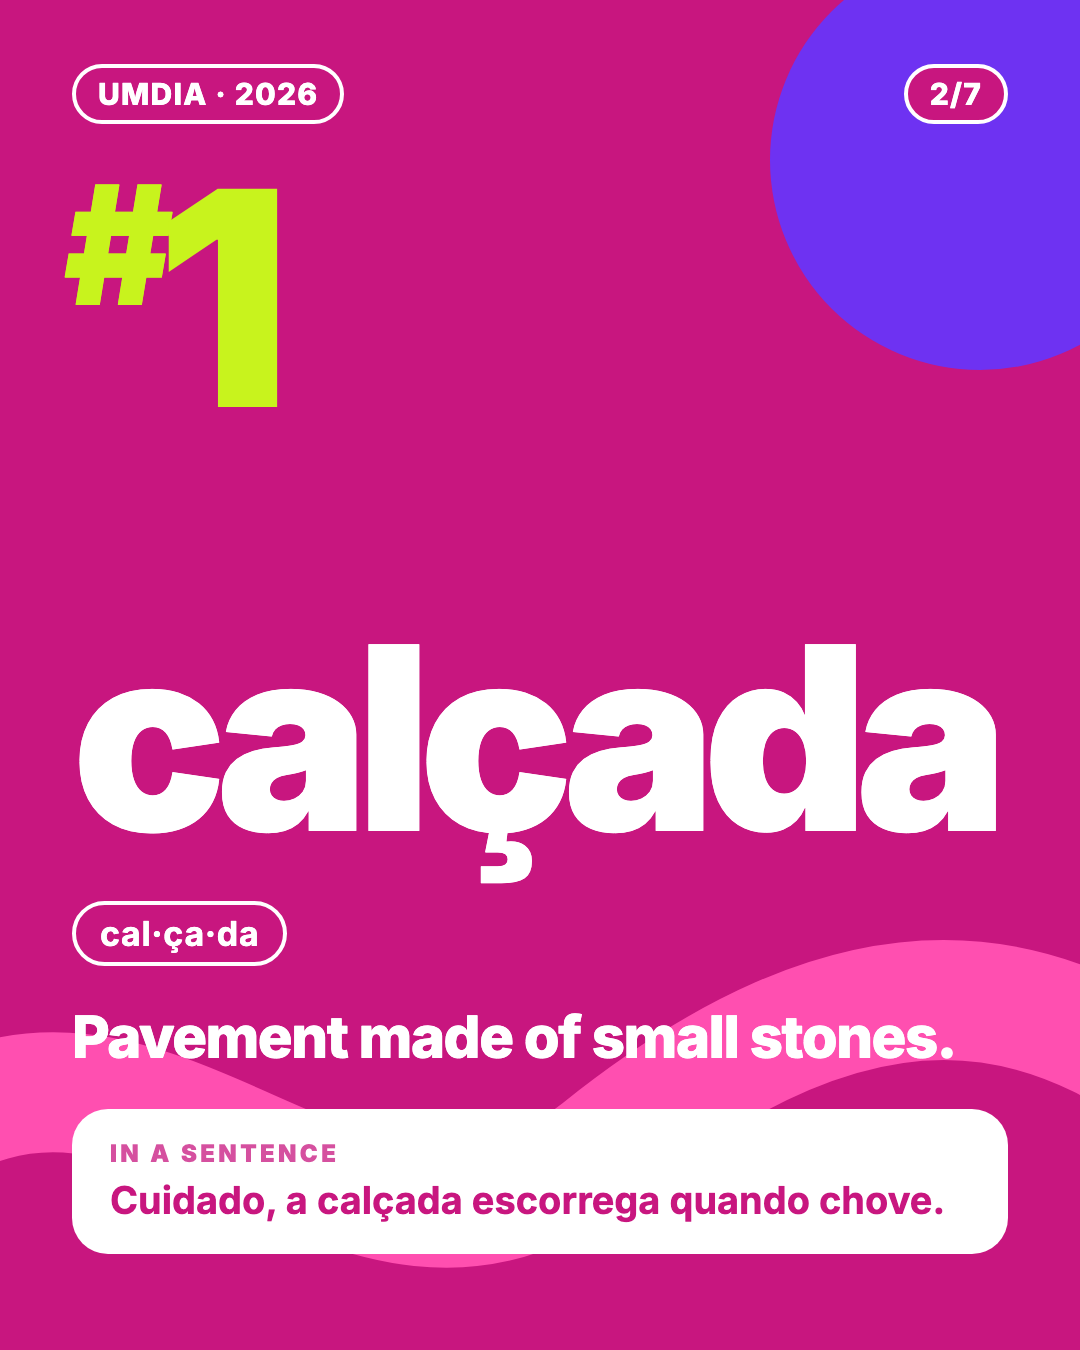 UMDIA · 2026
2/7
#1
calçada
cal·ça·da
Pavement made of small stones.
IN A SENTENCE
Cuidado, a calçada escorrega quando chove.